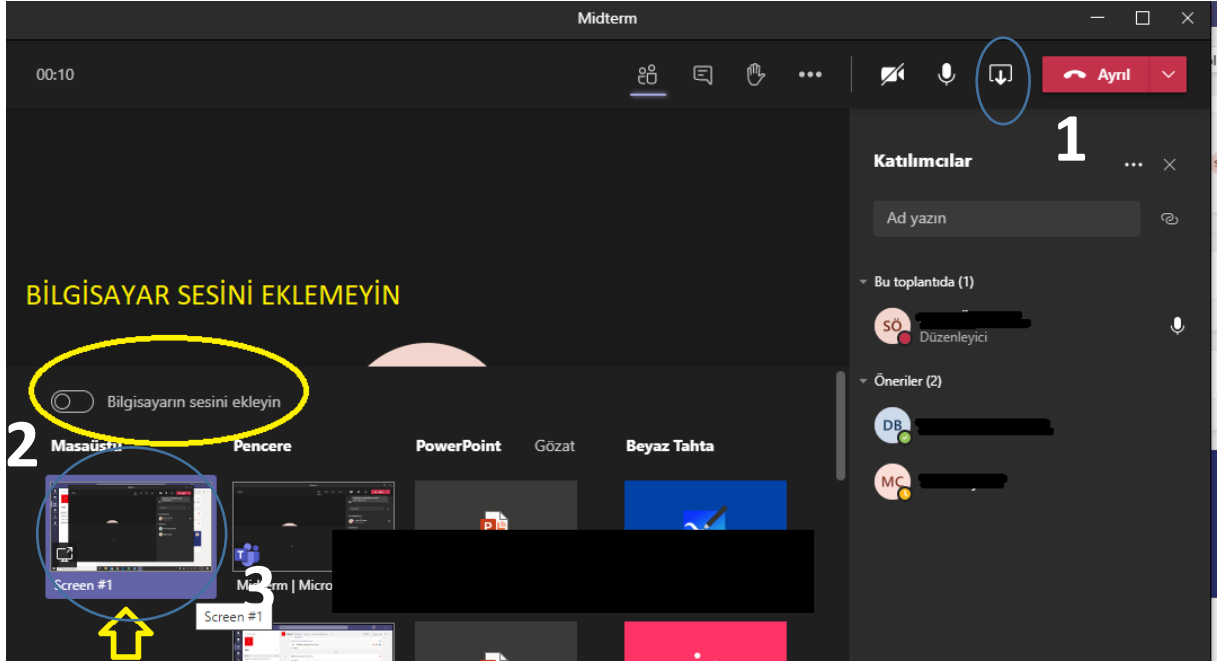 Midterm
00:10
Ayrıl
1
Katılımcılar
Ad yazın
BİLGİSAYAR SESİNİ EKLEMEYİN
Bu toplantıda (1)
SÖ
Düzenleyici
Öneriler (2)
DB
MC
Bilgisayarın sesini ekleyin
2
Masaüstü
Pencere
PowerPoint
Gözat
Beyaz Tahta
Screen #1
Midterm | Micro
3
Screen #1